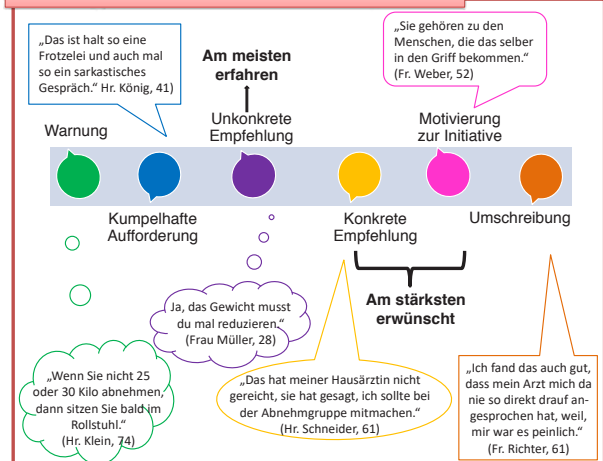 „Das ist halt so eine
Frotzelei und auch mal
so ein sarkastisches
Gespräch.“ Hr. König, 41)
Am meisten
erfahren
„Sie gehören zu den
Menschen, die das selber
in den Griff bekommen.“
(Fr. Weber, 52)
Warnung
Unkonkrete
Empfehlung
Motivierung
zur Initiative
Kumpelhafte
Aufforderung
Konkrete
Empfehlung
Umschreibung
Am stärksten
erwünscht
Ja, das Gewicht musst
du mal reduzieren.“
(Frau Müller, 28)
„Wenn Sie nicht 25
oder 30 Kilo abnehmen,
dann sitzen Sie bald im
Rollstuhl.“
(Hr. Klein, 74)
„Das hat meiner Hausärztin nicht
gereicht, sie hat gesagt, ich sollte bei
der Abnehmgruppe mitmachen.“
(Hr. Schneider, 61)
„Ich fand das auch gut,
dass mein Arzt mich da
nie so direkt drauf an-
gesprochen hat, weil,
mir war es peinlich.“
(Fr. Richter, 61)